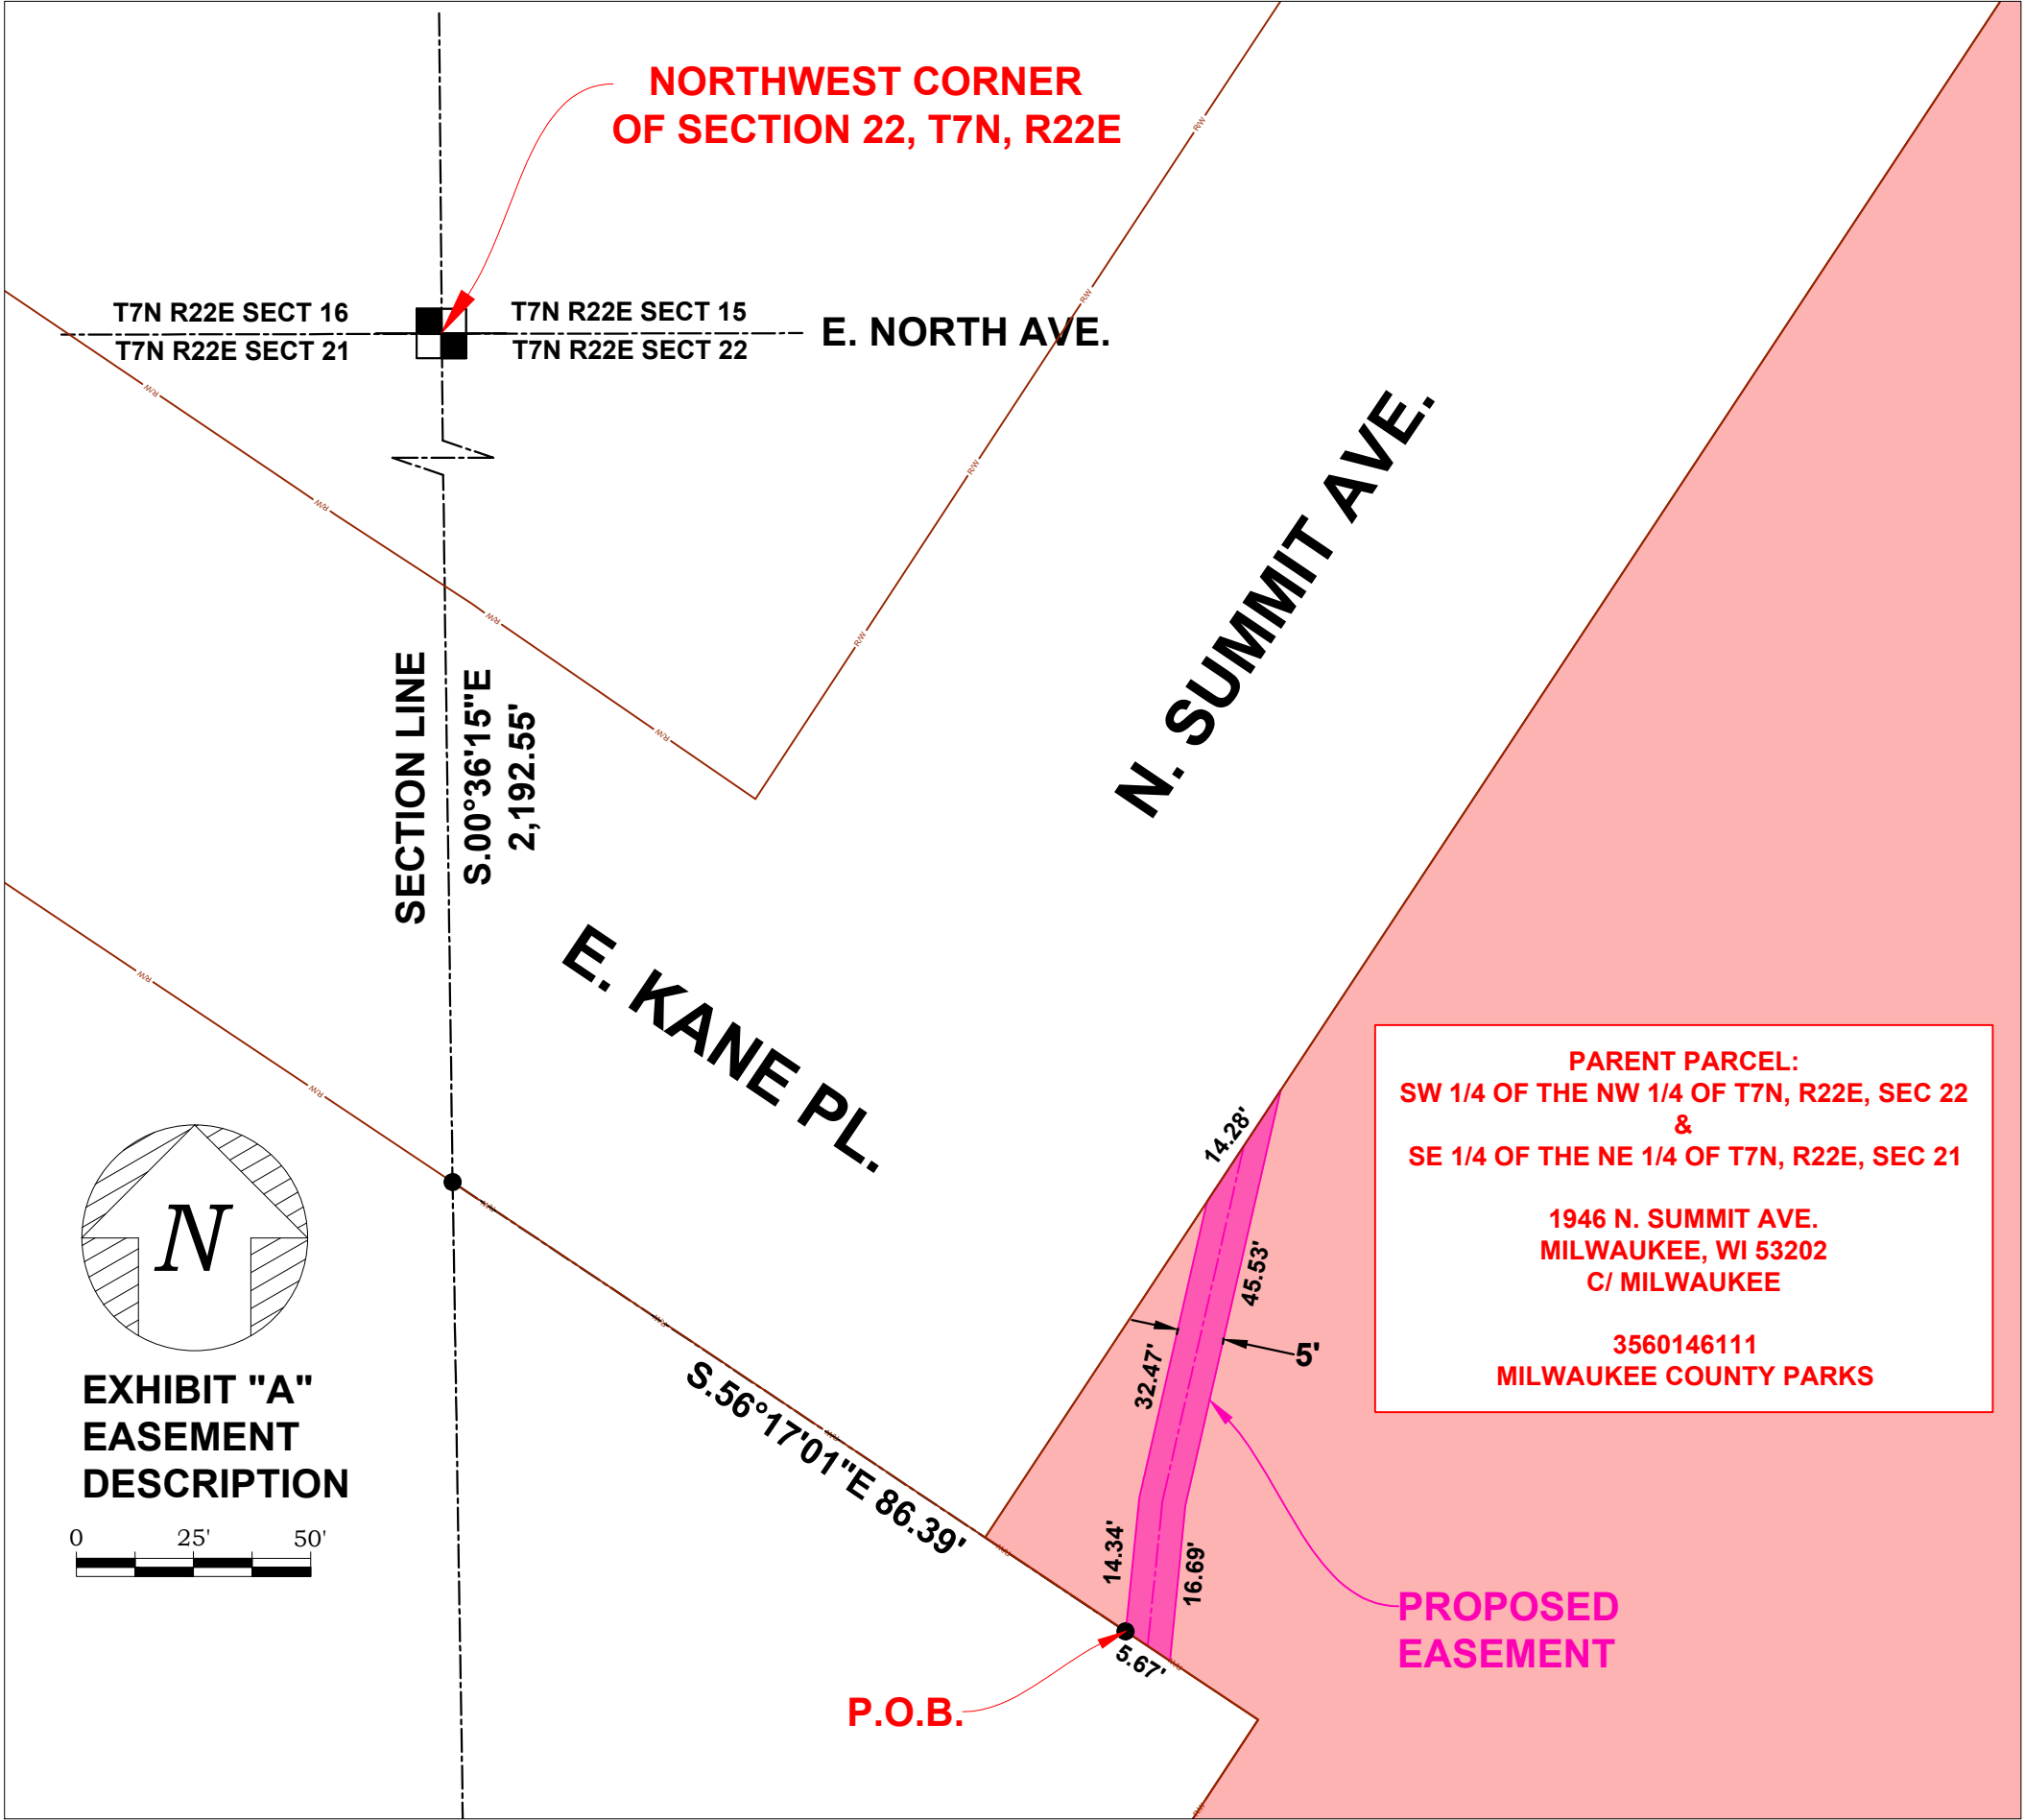 NORTHWEST CORNER
OF SECTION 22, T7N, R22E
T7N R22E SECT 16
T7N R22E SECT 15
E. NORTH AVE.
T7N R22E SECT 21
T7N R22E SECT 22
R/W
R/W
R/W
R/W
R/W
R/W
R/W
R/W
N. SUMMIT AVE.
SECTION LINE
S.00°36'15"E
2,192.55'
E. KANE PL.
R/W
R/W
R/W
R/W
R/W
R/W
R/W
R/W
S.56°17'01"E 86.39'
14.28'
45.53'
32.47'
5'
14.34'
16.69'
5.67'
P.O.B.
PROPOSED
EASEMENT
PARENT PARCEL:
SW 1/4 OF THE NW 1/4 OF T7N, R22E, SEC 22
&
SE 1/4 OF THE NE 1/4 OF T7N, R22E, SEC 21
1946 N. SUMMIT AVE.
MILWAUKEE, WI 53202
C/ MILWAUKEE
3560146111
MILWAUKEE COUNTY PARKS
N
EXHIBIT "A"
EASEMENT
DESCRIPTION
0 25' 50'